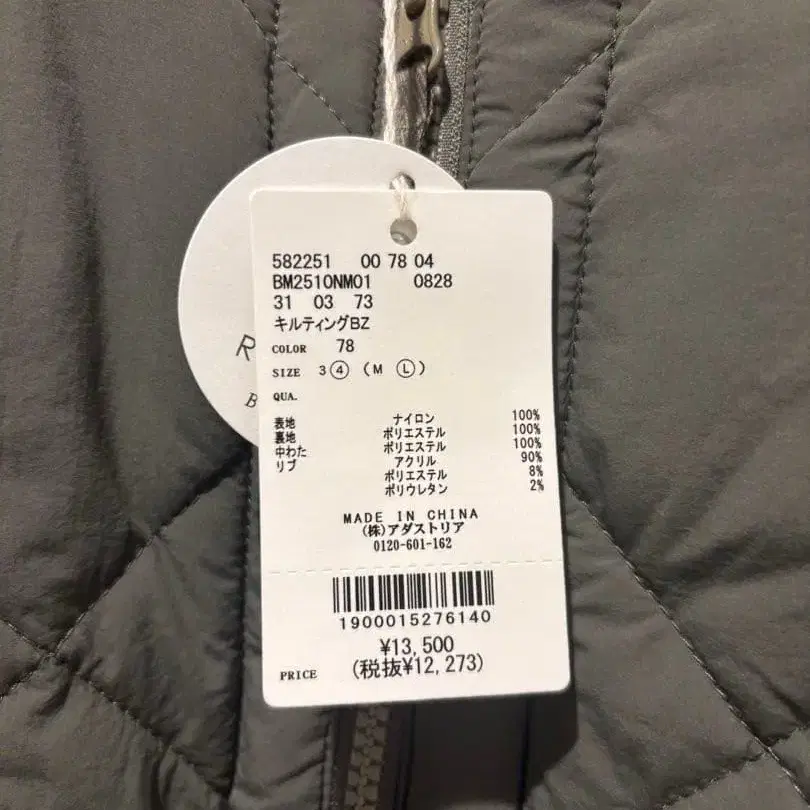 582251 00 78 04
BM2510NM01 0828
31 03 73
キルティングBZ
COLOR 78
SIZE 3④(M Ⓛ)
QUA.
表地 ナイロン 100%
裏地 ポリエステル 100%
中わた ポリエステル 100%
リブ アクリル 90%
ポリエステル 8%
ポリウレタン 2%
MADE IN CHINA
(株)アダストリア
0120-601-162
1900015276140
¥13,500
PRICE (税抜¥12,273)